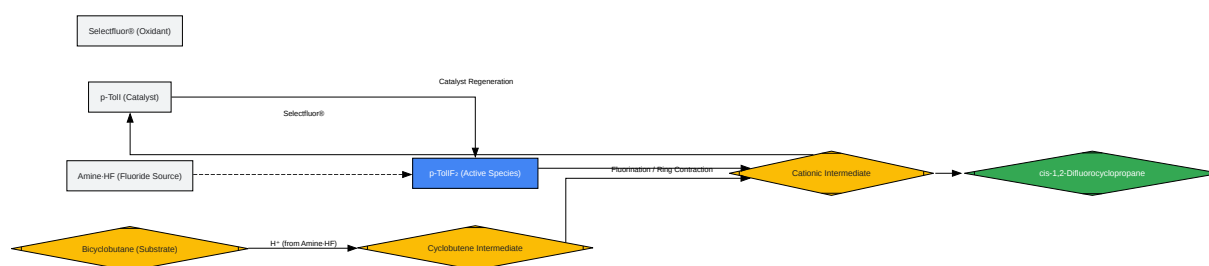 Selectfluor® (Oxidant)
Catalyst Regeneration
p-TolI (Catalyst)
Selectfluor®
Fluorination / Ring Contraction
Amine·HF (Fluoride Source)
p-TolIF₂ (Active Species)
Cationic Intermediate
cis-1,2-Difluorocyclopropane
H⁺ (from Amine·HF)
Bicyclobutane (Substrate)
Cyclobutene Intermediate